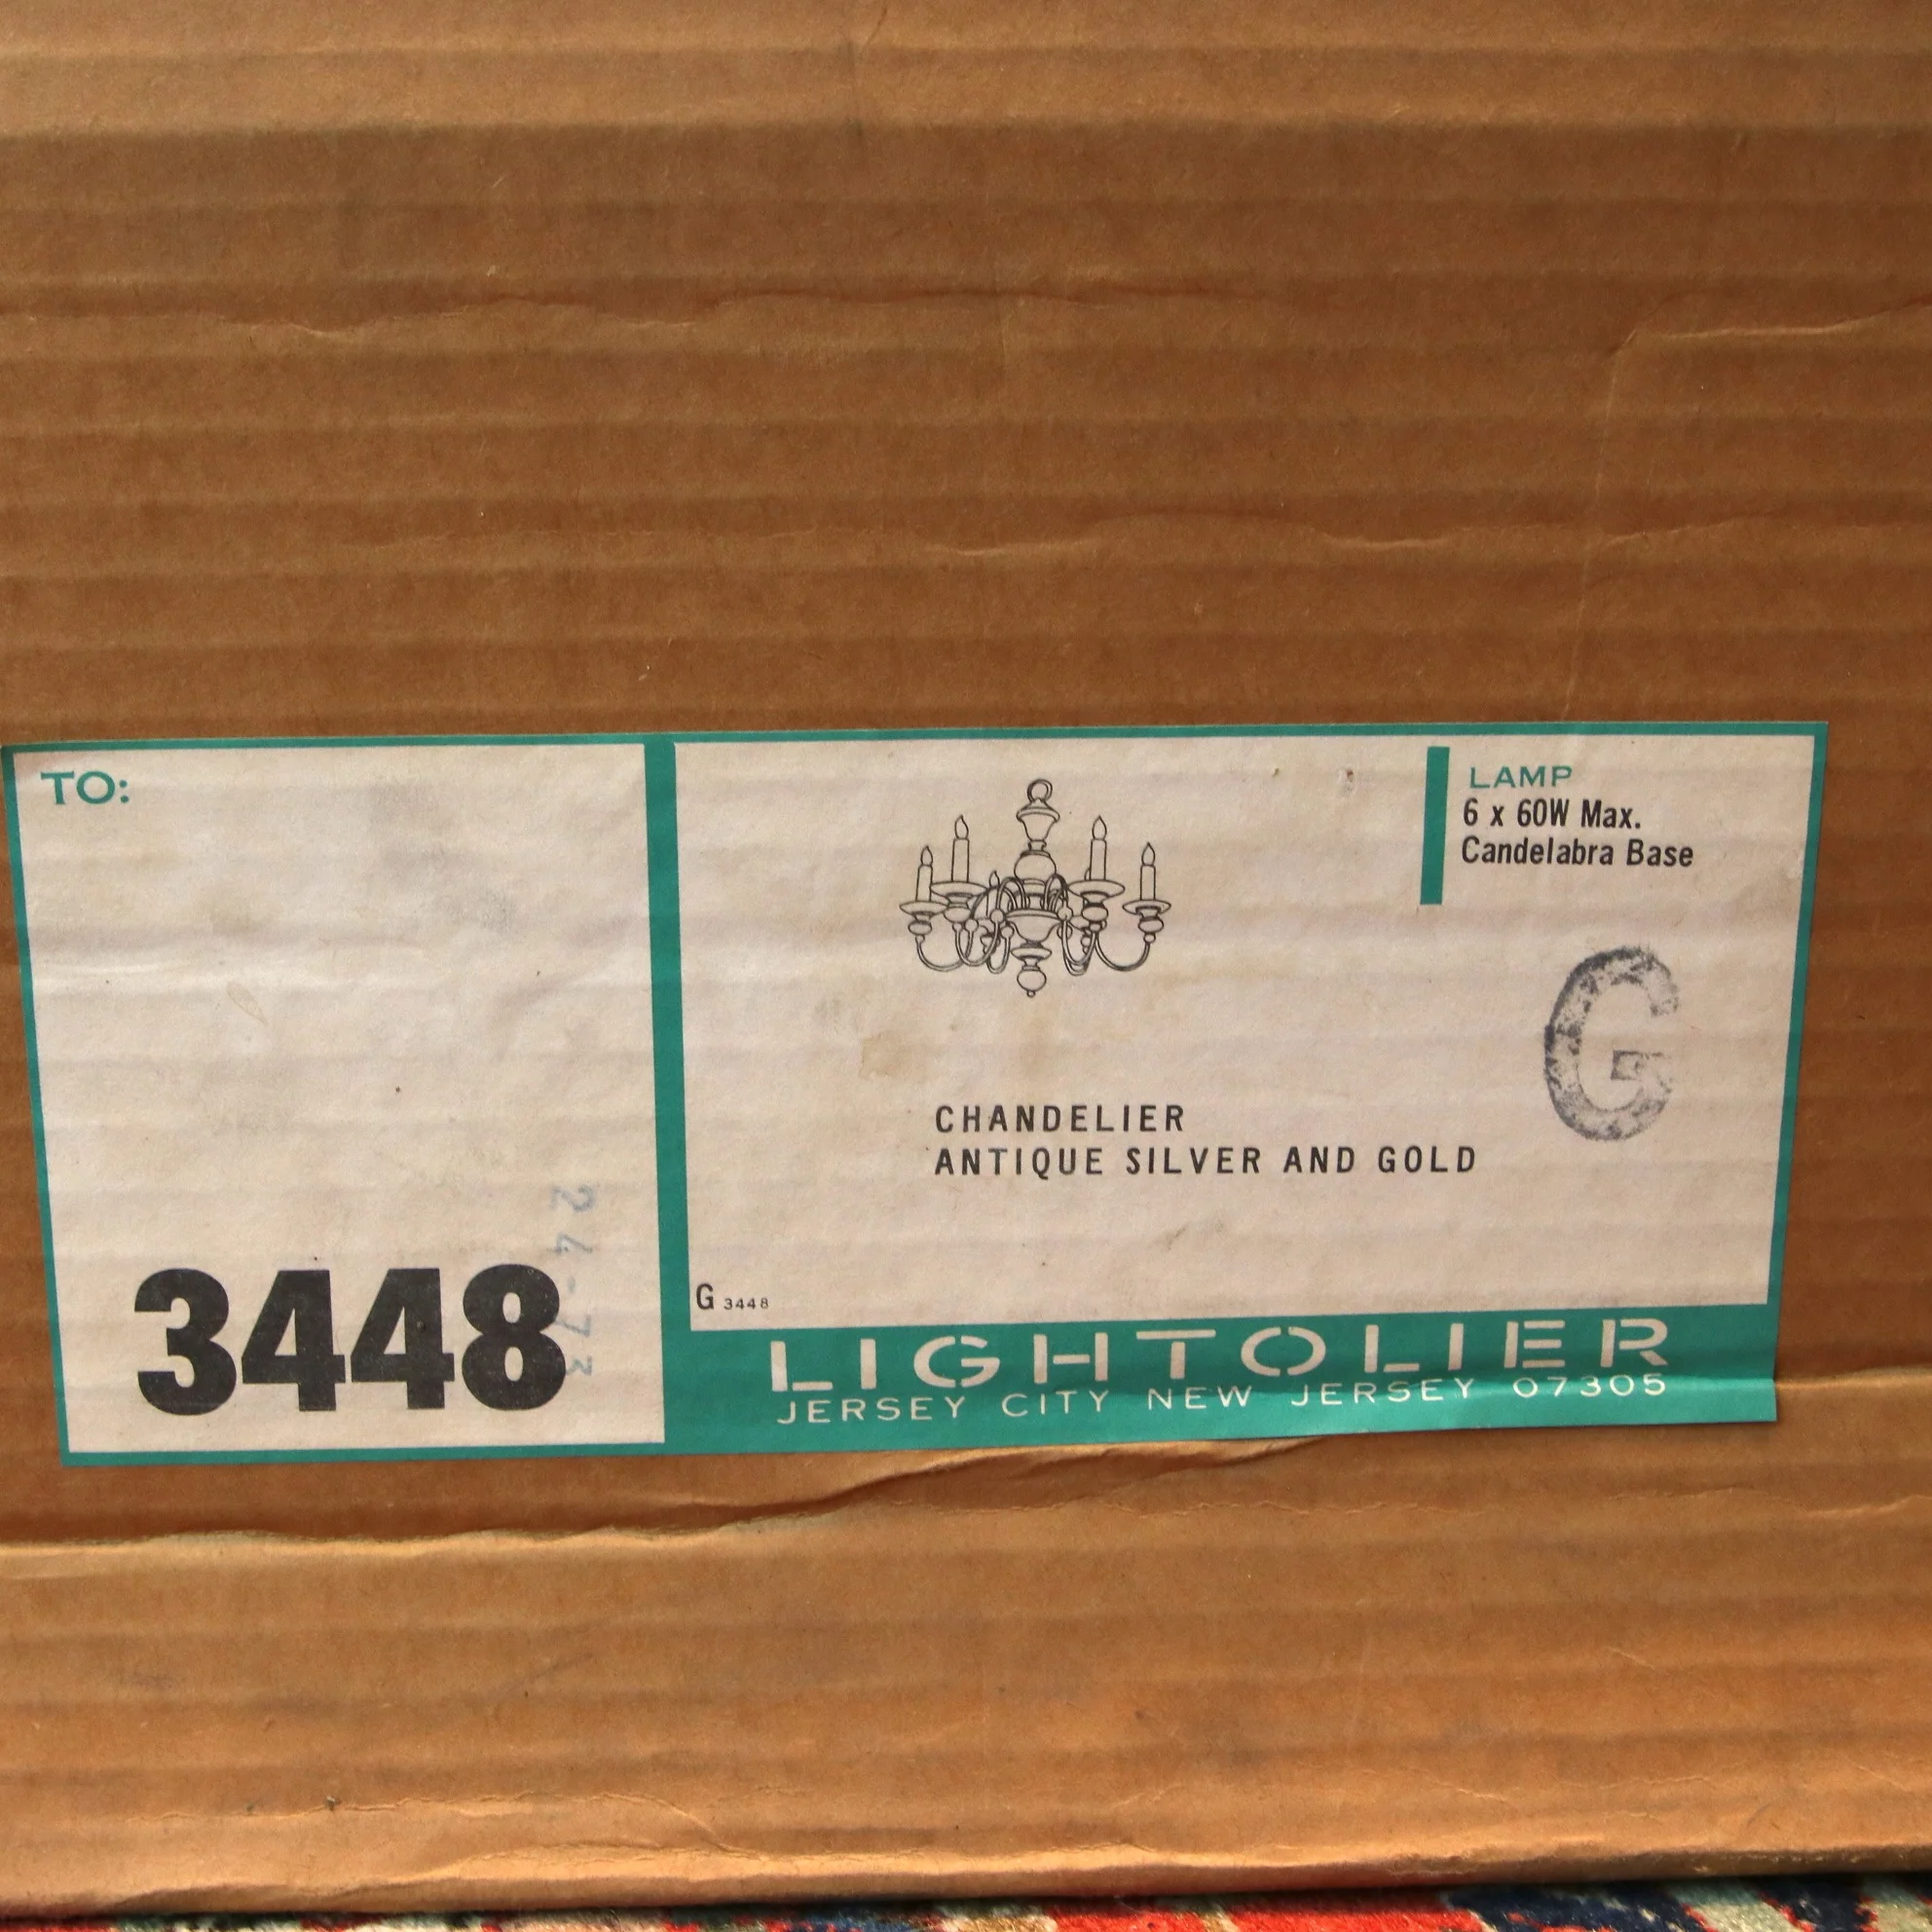 TO:
24-73
3448
LAMP
6 x 60W Max.
Candelabra Base
G
CHANDELIER
ANTIQUE SILVER AND GOLD
G 3448
LIGHTOLIER
JERSEY CITY NEW JERSEY 07305